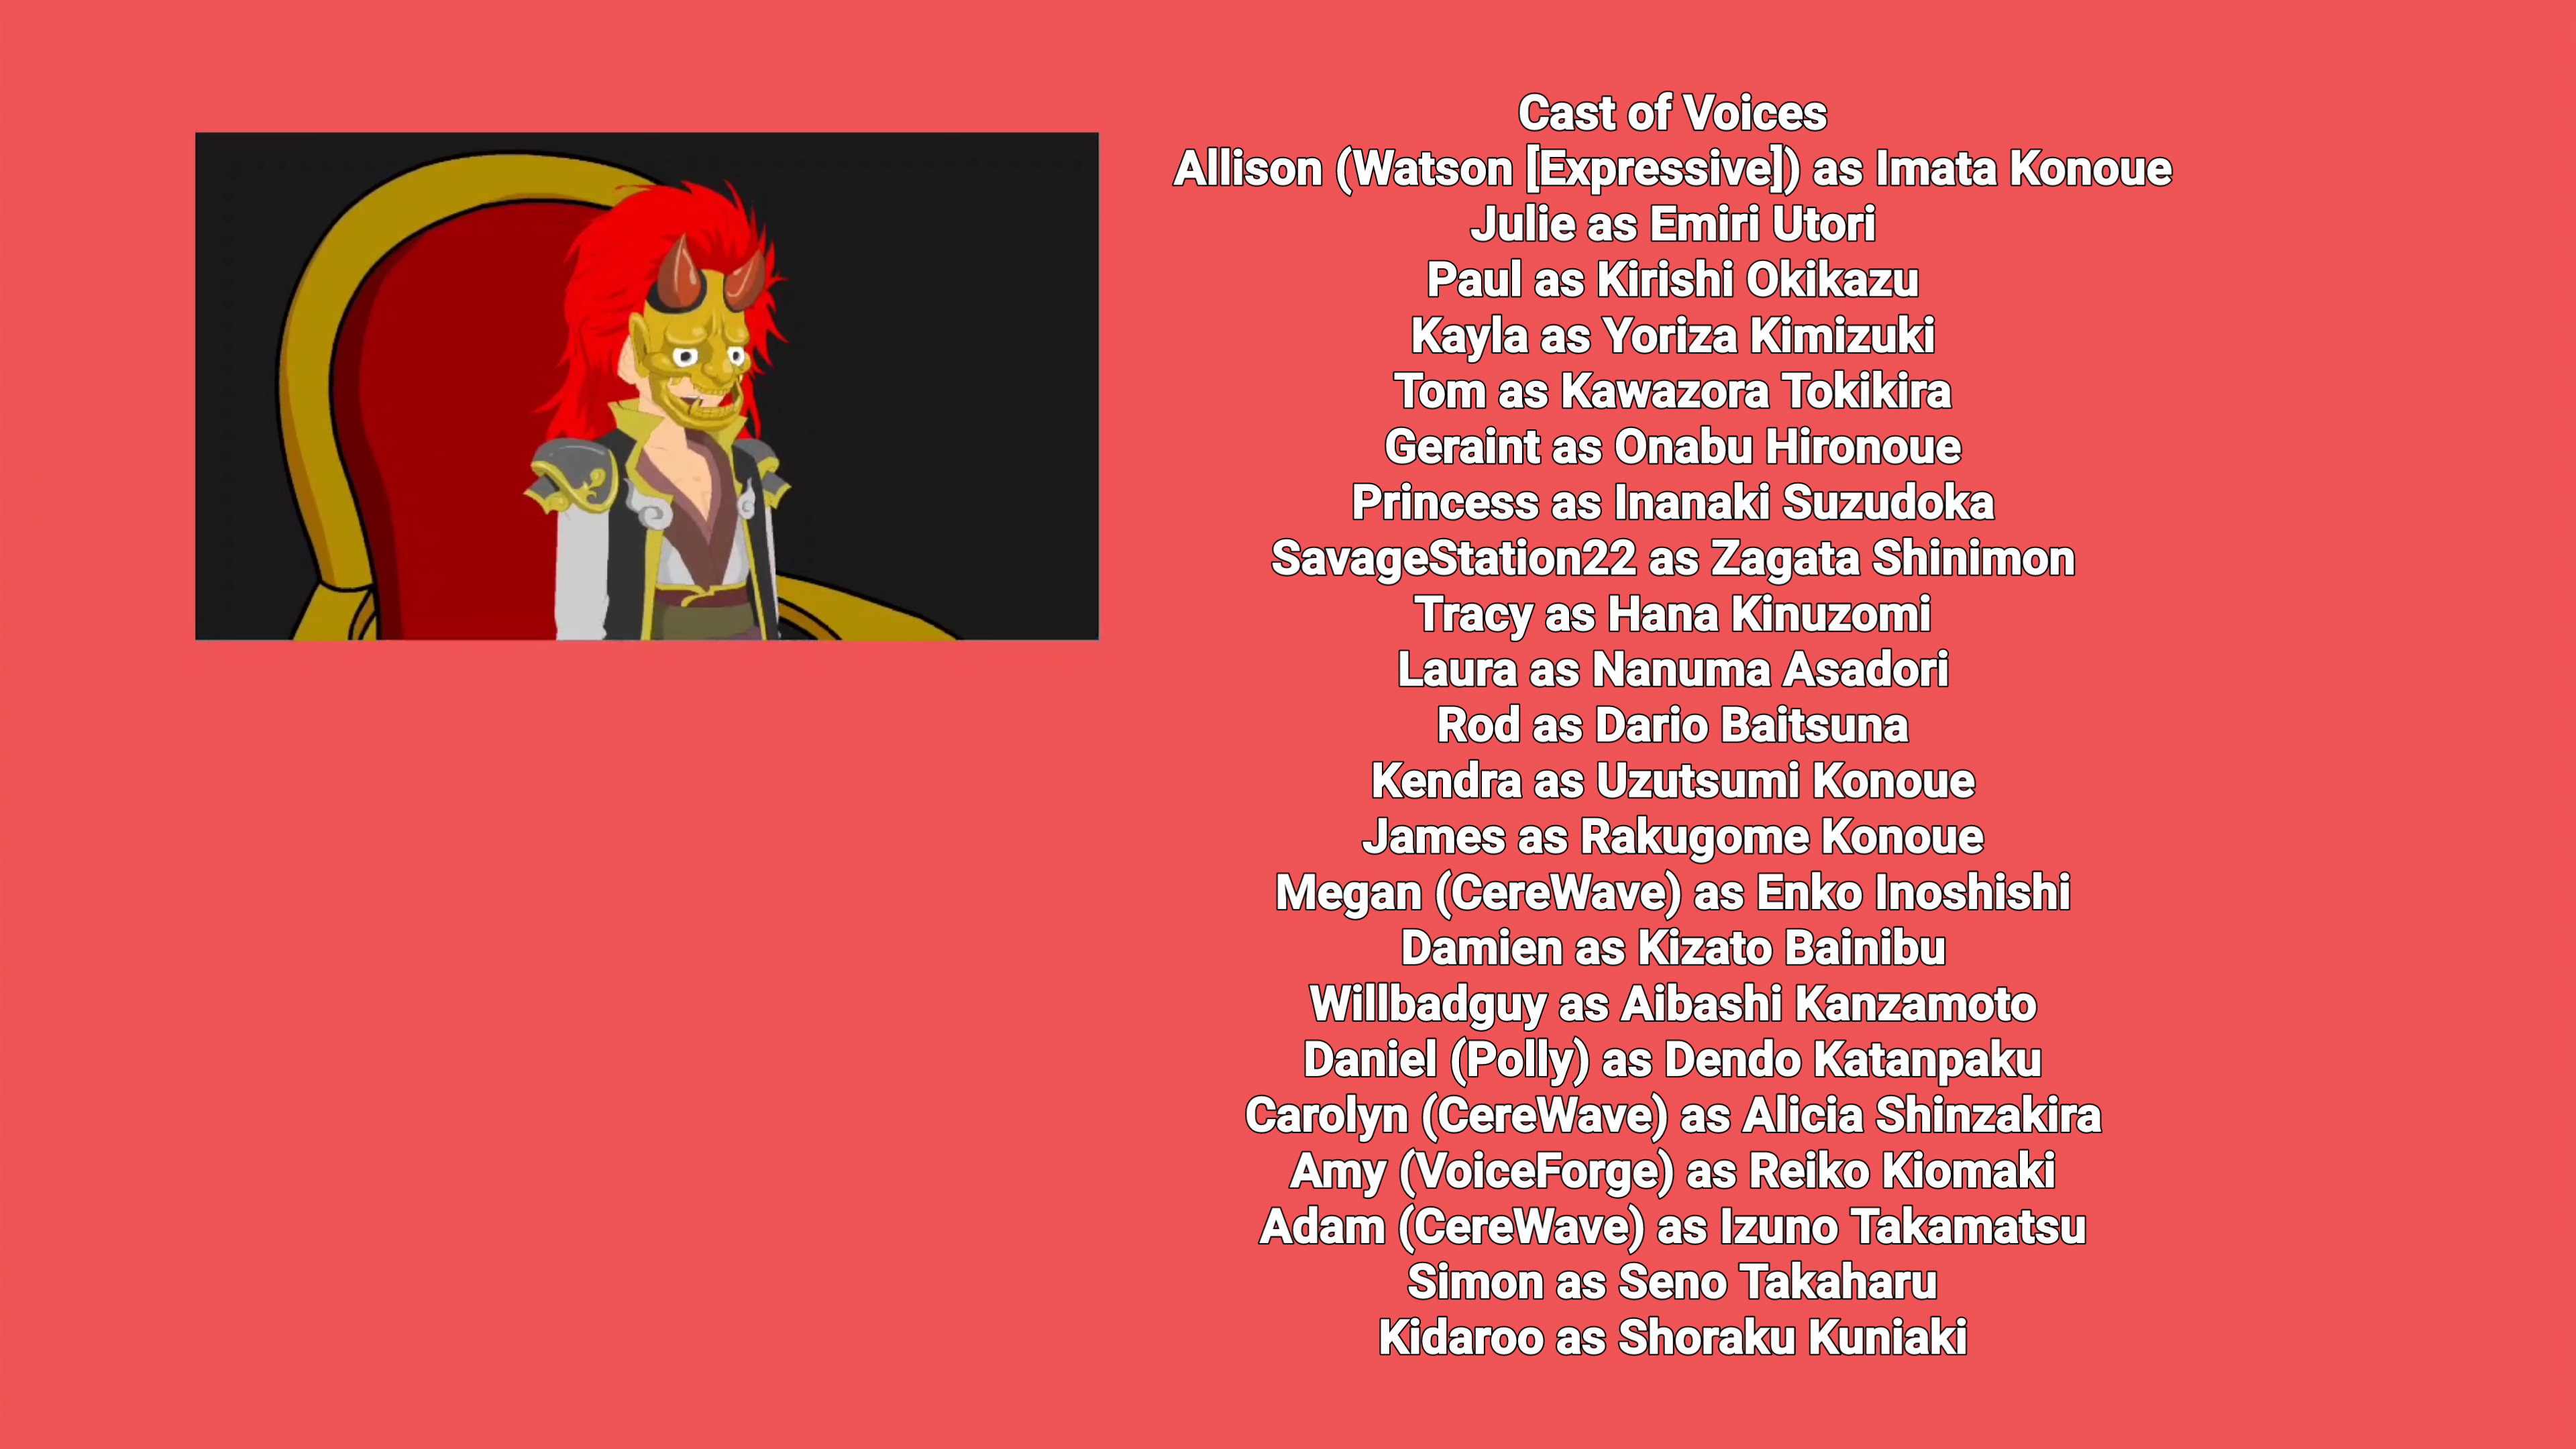 Cast of Voices
Allison (Watson [Expressive]) as Imata Konoue
Julie as Emiri Utori
Paul as Kirishi Okikazu
Kayla as Yoriza Kimizuki
Tom as Kawazora Tokikira
Geraint as Onabu Hironoue
Princess as Inanaki Suzudoka
SavageStation22 as Zagata Shinimon
Tracy as Hana Kinuzomi
Laura as Nanuma Asadori
Rod as Dario Baitsuna
Kendra as Uzutsumi Konoue
James as Rakugome Konoue
Megan (CereWave) as Enko Inoshishi
Damien as Kizato Bainibu
Willbadguy as Aibashi Kanzamoto
Daniel (Polly) as Dendo Katanpaku
Carolyn (CereWave) as Alicia Shinzakira
Amy (VoiceForge) as Reiko Kiomaki
Adam (CereWave) as Izuno Takamatsu
Simon as Seno Takaharu
Kidaroo as Shoraku Kuniaki